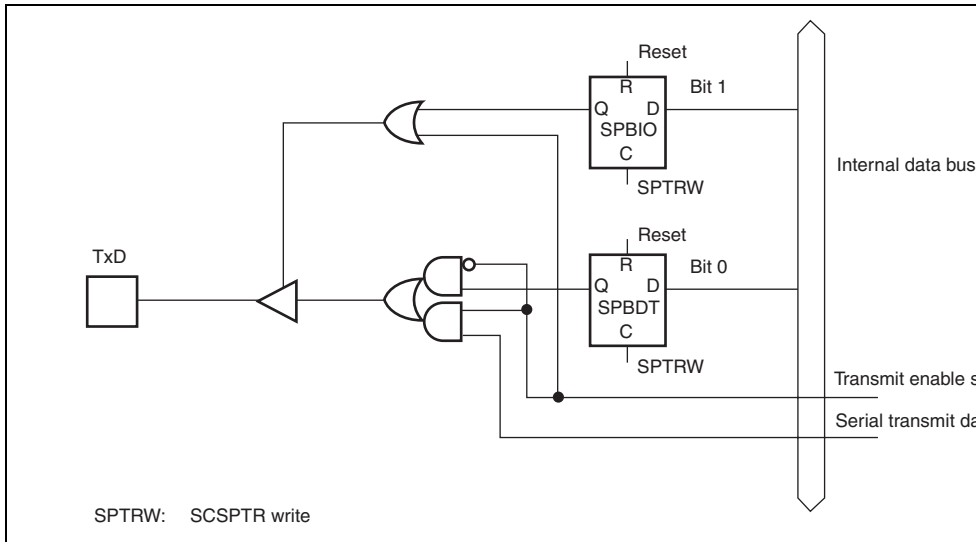 Reset
R
Bit 1
Q D
SPBIO
C
SPTRW
Internal data bus
Reset
TxD
R
Bit 0
Q D
SPBDT
C
SPTRW
Transmit enable s
Serial transmit da
SPTRW: SCSPTR write